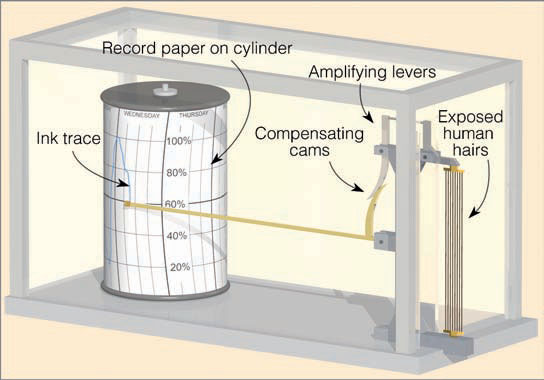 Record paper on cylinder
Amplifying levers
WEDNESDAY THURSDAY
Exposed
human
hairs
Compensating
cams
Ink trace
100%
80%
60%
40%
20%